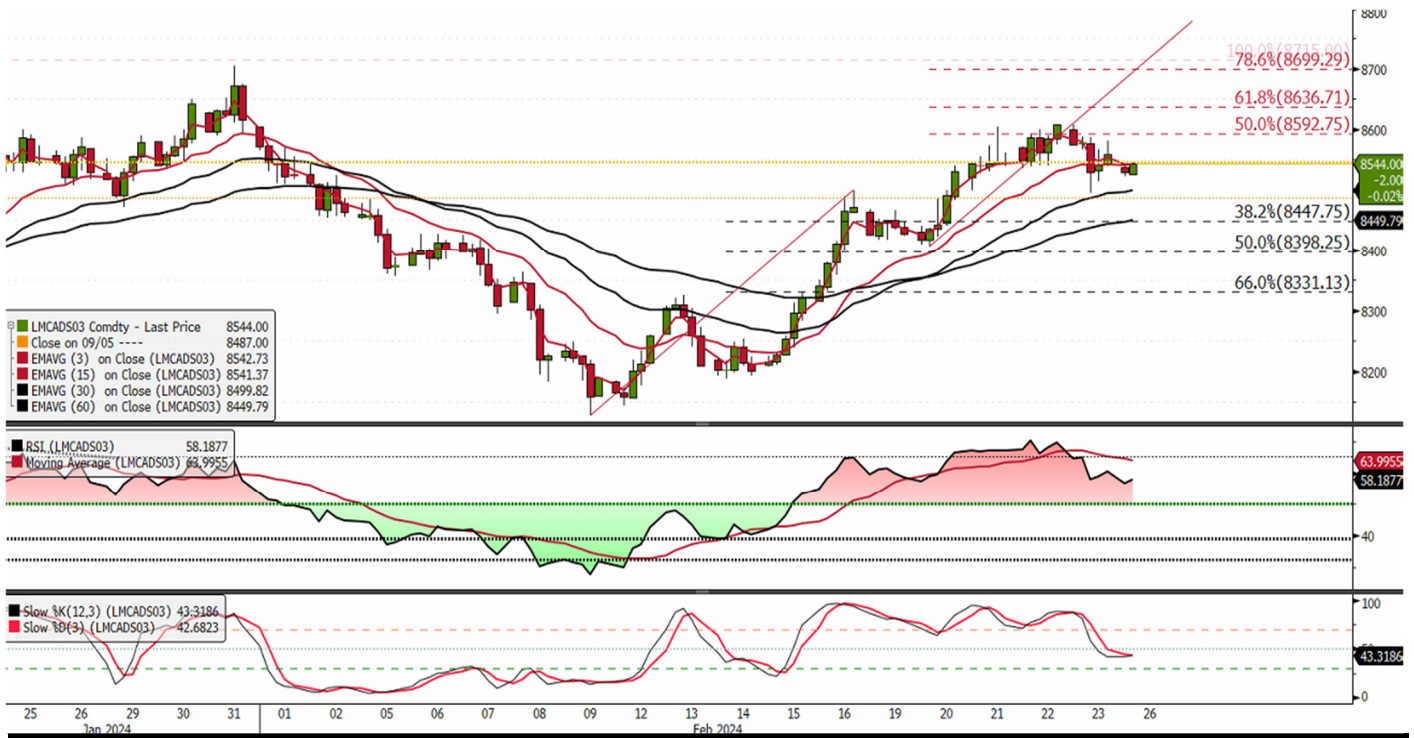 8800
100.0%(8715.00)
78.6%(8699.29)
8700
61.8%(8636.71)
8600
50.0%(8592.75)
8544.00
-2.00
-0.02%
38.2%(8447.75)
8449.79
50.0%(8398.25)
8400
66.0%(8331.13)
8300
8200
LMCADS03 Comdty - Last Price 8544.00
Close on 09/05 ---- 8487.00
EMAVG (3) on Close (LMCADS03) 8542.73
EMAVG (15) on Close (LMCADS03) 8541.37
EMAVG (30) on Close (LMCADS03) 8499.82
EMAVG (60) on Close (LMCADS03) 8449.79
RSI (LMCADS03) 58.1877
Moving Average (LMCADS03) 63.9955
63.9955
58.1877
40
Slow %K(12,3) (LMCADS03) 43.3186
Slow %D(3) (LMCADS03) 42.6823
100
43.3186
0
25 26 29 30 31 01 02 05 06 07 08 09 12 13 14 15 16 19 20 21 22 23 26
Jan 2024 Feb 2024